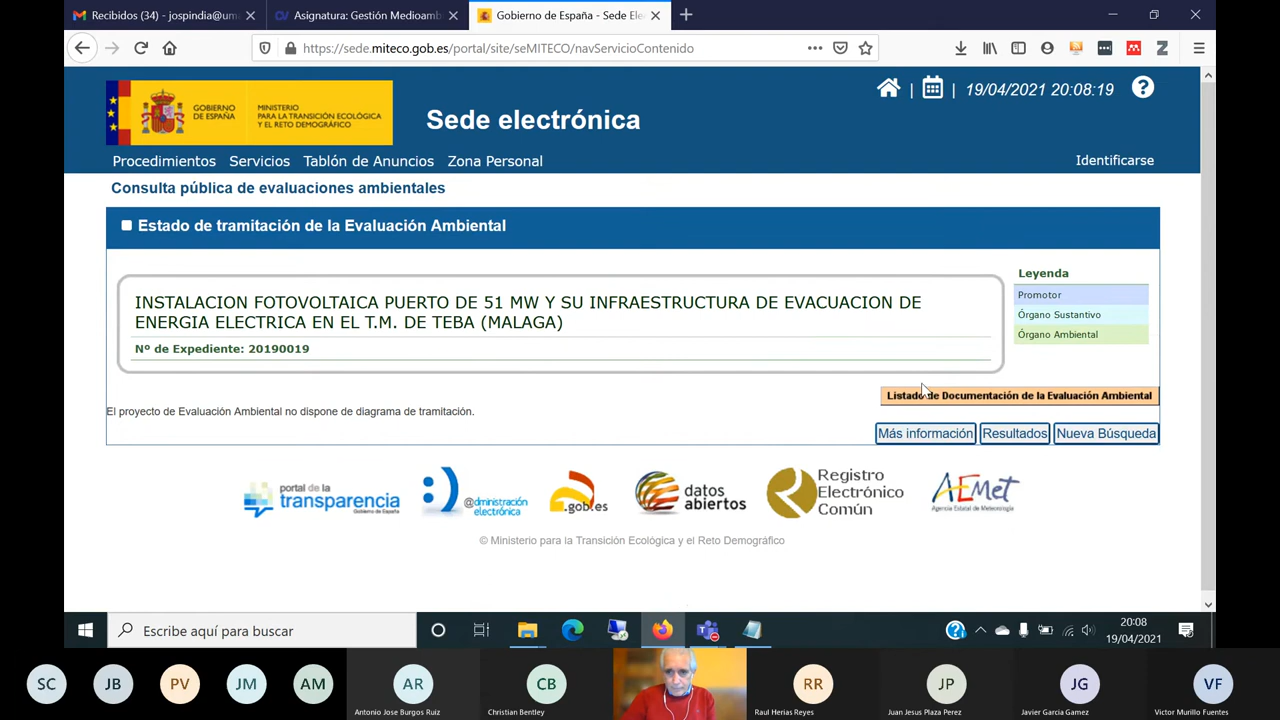 Recibidos (34) - jospindia@um
Asignatura: Gestión Medioamb
Gobierno de España - Sede Ele
https://sede.miteco.gob.es/portal/site/seMITECO/navServicioContenido
GOBIERNO
DE ESPAÑA
MINISTERIO
PARA LA TRANSICIÓN ECOLÓGICA
Y EL RETO DEMOGRÁFICO
Sede electrónica
| | 19/04/2021 20:08:19
Procedimientos Servicios Tablón de Anuncios Zona Personal
Identificarse
Consulta pública de evaluaciones ambientales
Estado de tramitación de la Evaluación Ambiental
INSTALACION FOTOVOLTAICA PUERTO DE 51 MW Y SU INFRAESTRUCTURA DE EVACUACION DE
ENERGIA ELECTRICA EN EL T.M. DE TEBA (MALAGA)
Nº de Expediente: 20190019
Leyenda
Promotor
Órgano Sustantivo
Órgano Ambiental
Listado de Documentación de la Evaluación Ambiental
El proyecto de Evaluación Ambiental no dispone de diagrama de tramitación.
Más información Resultados Nueva Búsqueda
portal de la
transparencia
Gobierno de España
@dministración
electrónica
.gob.es
datos
abiertos
Registro
Electrónico
Común
AEMet
Agencia Estatal de Meteorología
© Ministerio para la Transición Ecológica y el Reto Demográfico
Escribe aquí para buscar
20:08
19/04/2021
SC
JB
PV
JM
AM
AR
Antonio Jose Burgos Ruiz
CB
Christian Bentley
RR
Raul Herias Reyes
JP
Juan Jesus Plaza Perez
JG
Javier Garcia Gamez
VF
Victor Murillo Fuentes